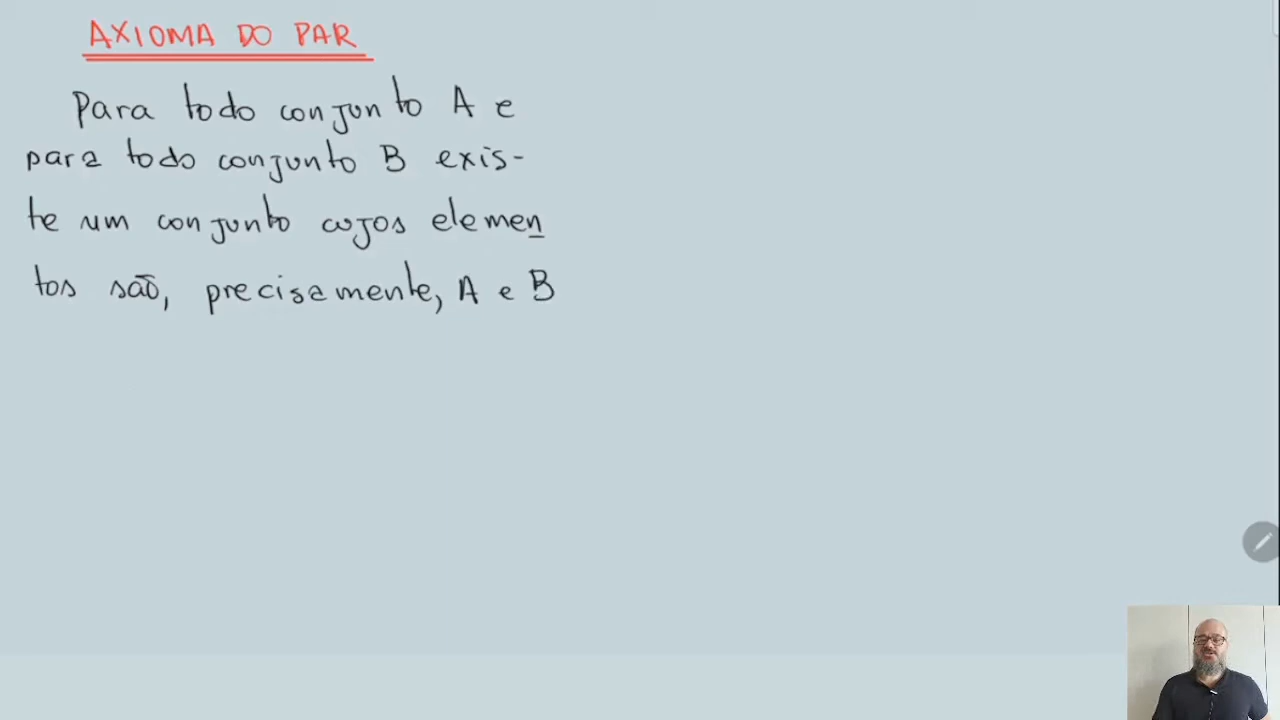 AXIOMA DO PAR
Para todo conjunto A e
para todo conjunto B exis-
te um conjunto cujos elemen
tos são, precisamente, A e B